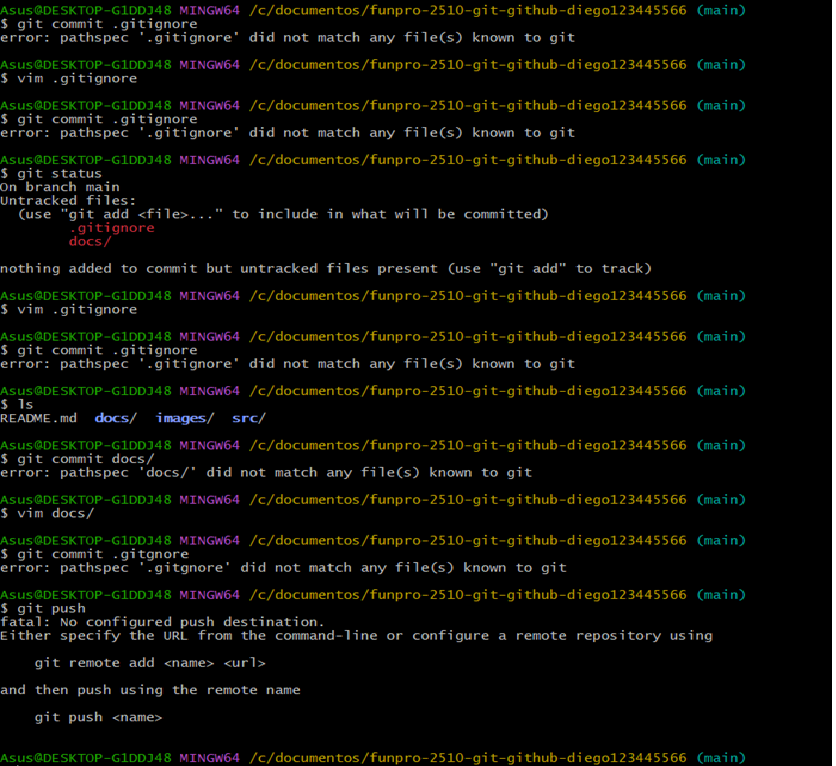 Asus@DESKTOP-G1DDJ48 MINGW64 /c/documentos/funpro-2510-git-github-diego123445566 (main)
$ git commit .gitignore
error: pathspec '.gitignore' did not match any file(s) known to git
Asus@DESKTOP-G1DDJ48 MINGW64 /c/documentos/funpro-2510-git-github-diego123445566 (main)
$ vim .gitignore
Asus@DESKTOP-G1DDJ48 MINGW64 /c/documentos/funpro-2510-git-github-diego123445566 (main)
$ git commit .gitignore
error: pathspec '.gitignore' did not match any file(s) known to git
Asus@DESKTOP-G1DDJ48 MINGW64 /c/documentos/funpro-2510-git-github-diego123445566 (main)
$ git status
On branch main
Untracked files:
  (use "git add <file>..." to include in what will be committed)
        .gitignore
        docs/
nothing added to commit but untracked files present (use "git add" to track)
Asus@DESKTOP-G1DDJ48 MINGW64 /c/documentos/funpro-2510-git-github-diego123445566 (main)
$ vim .gitignore
Asus@DESKTOP-G1DDJ48 MINGW64 /c/documentos/funpro-2510-git-github-diego123445566 (main)
$ git commit .gitignore
error: pathspec '.gitignore' did not match any file(s) known to git
Asus@DESKTOP-G1DDJ48 MINGW64 /c/documentos/funpro-2510-git-github-diego123445566 (main)
$ ls
README.md  docs/  images/  src/
Asus@DESKTOP-G1DDJ48 MINGW64 /c/documentos/funpro-2510-git-github-diego123445566 (main)
$ git commit docs/
error: pathspec 'docs/' did not match any file(s) known to git
Asus@DESKTOP-G1DDJ48 MINGW64 /c/documentos/funpro-2510-git-github-diego123445566 (main)
$ vim docs/
Asus@DESKTOP-G1DDJ48 MINGW64 /c/documentos/funpro-2510-git-github-diego123445566 (main)
$ git commit .gitgnore
error: pathspec '.gitgnore' did not match any file(s) known to git
Asus@DESKTOP-G1DDJ48 MINGW64 /c/documentos/funpro-2510-git-github-diego123445566 (main)
$ git push
fatal: No configured push destination.
Either specify the URL from the command-line or configure a remote repository using
    git remote add <name> <url>
and then push using the remote name
    git push <name>
Asus@DESKTOP-G1DDJ48 MINGW64 /c/documentos/funpro-2510-git-github-diego123445566 (main)